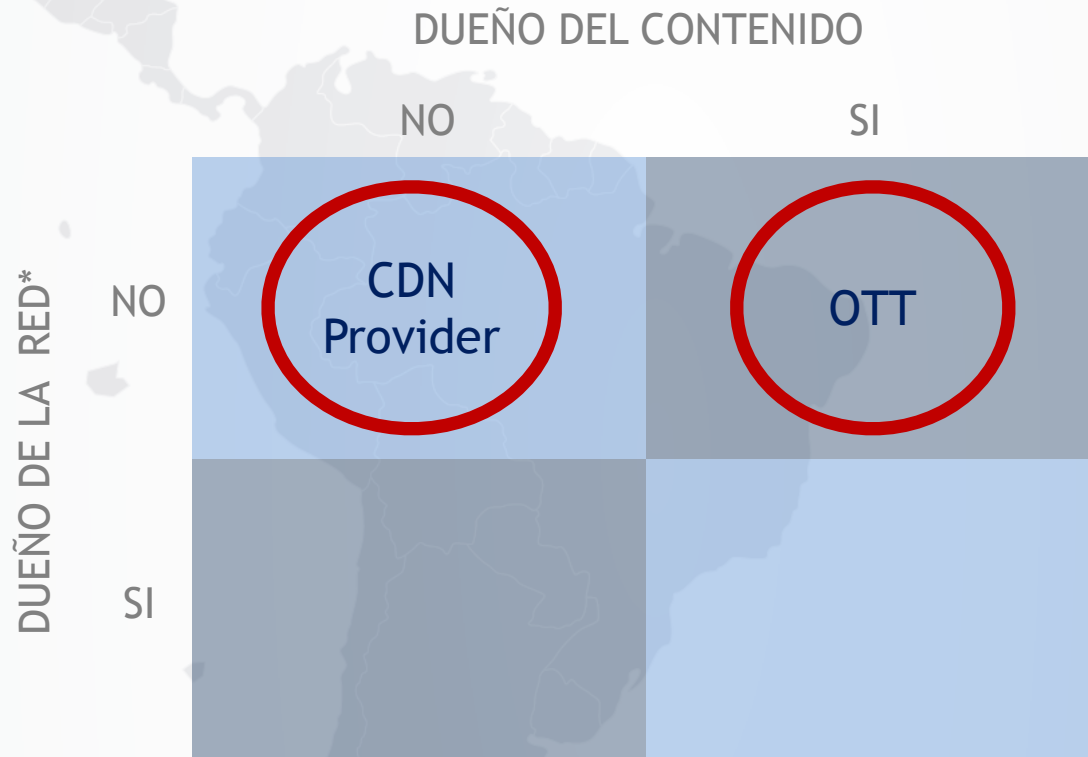 DUEÑO DEL CONTENIDO
NO
SI
DUEÑO DE LA RED*
NO
CDN
Provider
OTT
SI